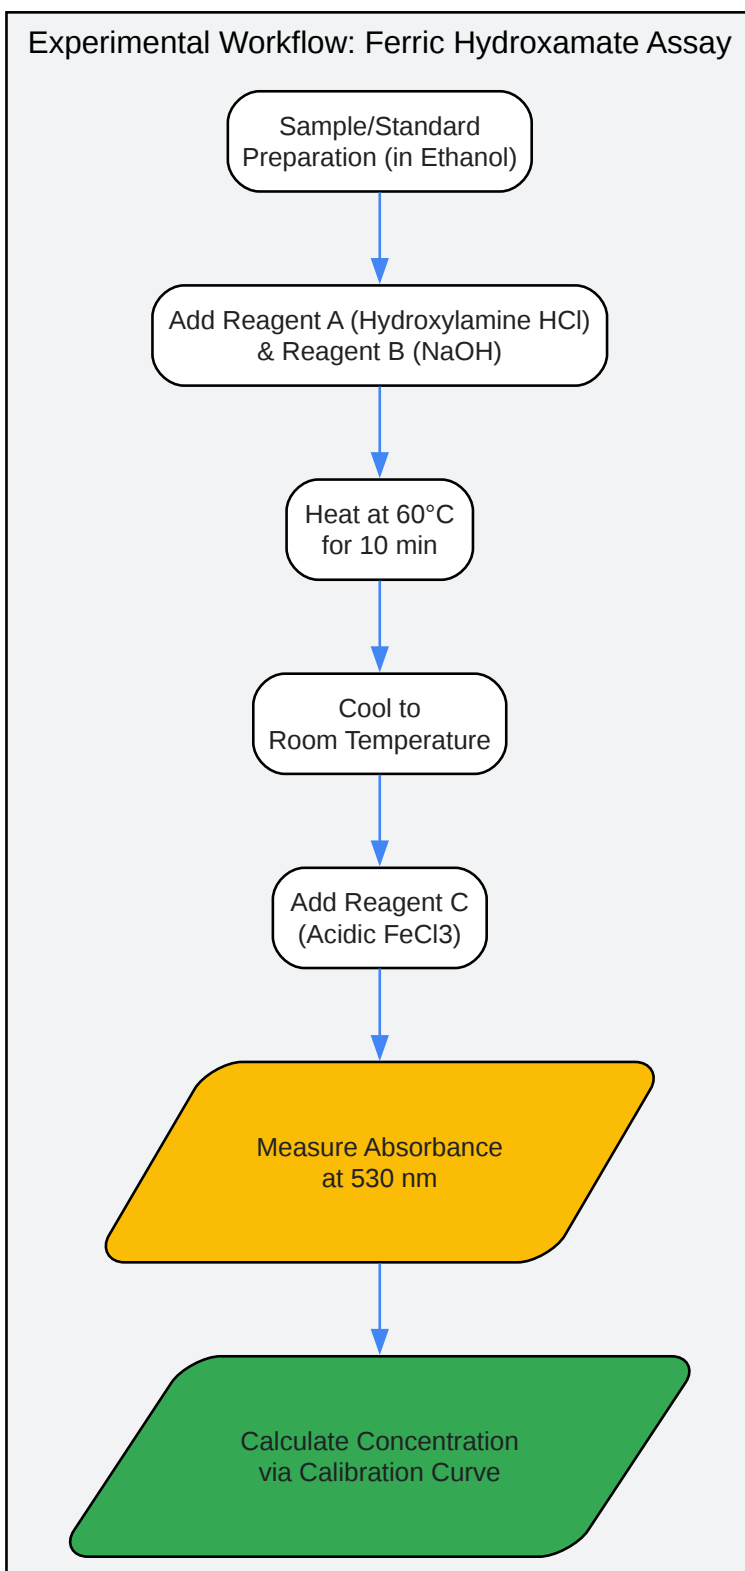 Experimental Workflow: Ferric Hydroxamate Assay
Sample/Standard
Preparation (in Ethanol)
Add Reagent A (Hydroxylamine HCl)
& Reagent B (NaOH)
Heat at 60°C
for 10 min
Cool to
Room Temperature
Add Reagent C
(Acidic FeCl3)
Measure Absorbance
at 530 nm
Calculate Concentration
via Calibration Curve